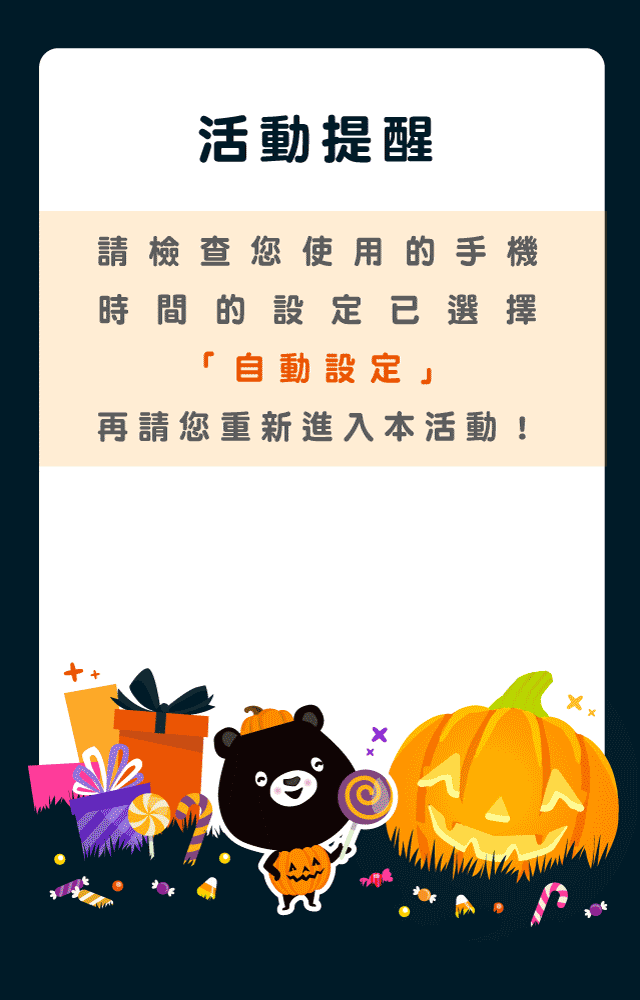 活動提醒
請檢查您使用的手機
時間的設定已選擇
「自動設定」
再請您重新進入本活動！